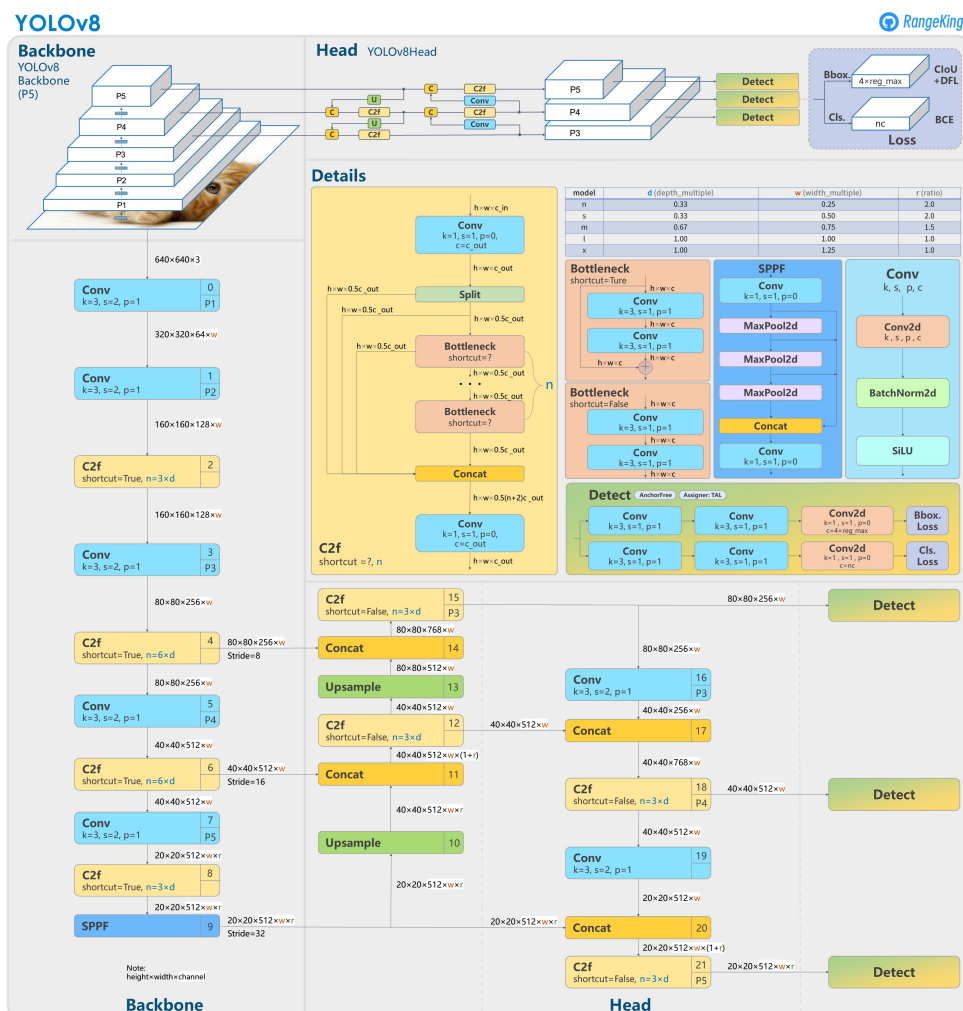 YOLOv8
RangeKing
Backbone
YOLOv8
Backbone
(P5)
P5
P4
P3
P2
P1
Head YOLOv8Head
C
C2f
U
Conv
C
C2f
C
C2f
U
Conv
C
C2f
P5
P4
P3
Detect
Detect
Detect
Bbox.
4×reg_max
CIoU
+DFL
Cls.
nc
BCE
Loss
Details
h×w×c_in
Conv
k=1, s=1, p=0,
c=c_out
h×w×c_out
h×w×0.5c_out
Split
h×w×0.5c_out
h×w×0.5c_out
h×w×0.5c_out
Bottleneck
shortcut=?
h×w×0.5c_out
· · ·
n
h×w×0.5c_out
Bottleneck
shortcut=?
h×w×0.5c_out
Concat
h×w×0.5(n+2)c_out
Conv
k=1, s=1, p=0,
c=c_out
C2f
shortcut =?, n
h×w×c_out
model d (depth_multiple) w (width_multiple) r (ratio)
n 0.33 0.25 2.0
s 0.33 0.50 2.0
m 0.67 0.75 1.5
l 1.00 1.00 1.0
x 1.00 1.25 1.0
Bottleneck
shortcut=Ture
h×w×c
Conv
k=3, s=1, p=1
h×w×c
Conv
k=3, s=1, p=1
h×w×c
h×w×c
+
Bottleneck
shortcut=False
h×w×c
Conv
k=3, s=1, p=1
h×w×c
Conv
k=3, s=1, p=1
h×w×c
SPPF
Conv
k=1, s=1, p=0
MaxPool2d
MaxPool2d
MaxPool2d
Concat
Conv
k=1, s=1, p=0
Conv
k, s, p, c
Conv2d
k, s, p, c
BatchNorm2d
SiLU
Detect AnchorFree Assigner: TAL
Conv
k=3, s=1, p=1
Conv
k=3, s=1, p=1
Conv2d
k=1, s=1, p=0
c=4×reg_max
Bbox.
Loss
Conv
k=3, s=1, p=1
Conv
k=3, s=1, p=1
Conv2d
k=1, s=1, p=0
c=nc
Cls.
Loss
640×640×3
Conv 0
k=3, s=2, p=1 P1
320×320×64×w
Conv 1
k=3, s=2, p=1 P2
160×160×128×w
C2f 2
shortcut=True, n=3×d
160×160×128×w
Conv 3
k=3, s=2, p=1 P3
80×80×256×w
C2f 4
shortcut=True, n=6×d
80×80×256×w
Stride=8
80×80×256×w
Conv 5
k=3, s=2, p=1 P4
40×40×512×w
C2f 6
shortcut=True, n=6×d
40×40×512×w
Stride=16
40×40×512×w
Conv 7
k=3, s=2, p=1 P5
20×20×512×w×r
C2f 8
shortcut=True, n=3×d
20×20×512×w×r
SPPF 9
20×20×512×w×r
Stride=32
Note:
height×width×channel
Backbone
C2f 15
shortcut=False, n=3×d P3
80×80×768×w
Concat 14
80×80×512×w
Upsample 13
40×40×512×w
C2f 12
shortcut=False, n=3×d
40×40×512×w
40×40×512×w×(1+r)
Concat 11
40×40×512×w×r
Upsample 10
20×20×512×w×r
80×80×256×w
Detect
80×80×256×w
Conv 16
k=3, s=2, p=1 P3
40×40×256×w
Concat 17
40×40×768×w
C2f 18
shortcut=False, n=3×d P4
40×40×512×w
Detect
40×40×512×w
Conv 19
k=3, s=2, p=1
20×20×512×w
20×20×512×w×r
Concat 20
20×20×512×w×(1+r)
C2f 21
shortcut=False, n=3×d P5
20×20×512×w×r
Detect
Head